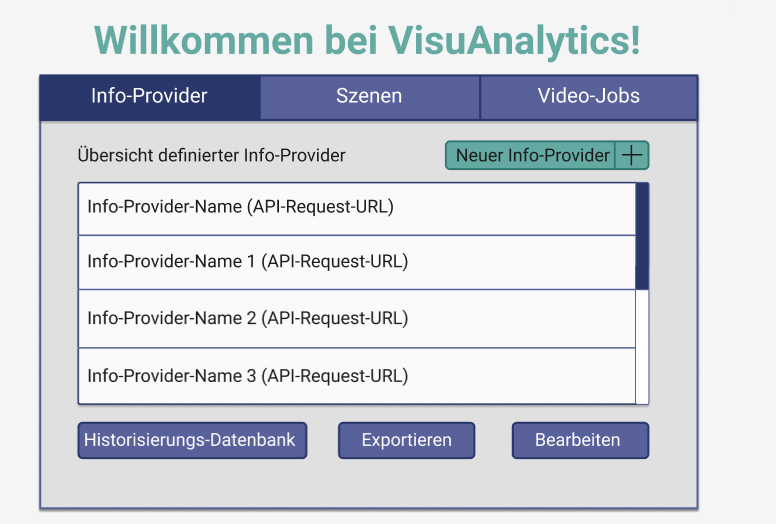 Willkommen bei VisuAnalytics!
Info-Provider Szenen Video-Jobs
Übersicht definierter Info-Provider Neuer Info-Provider
Info-Provider-Name (API-Request-URL)
Info-Provider-Name 1 (API-Request-URL)
Info-Provider-Name 2 (API-Request-URL)
Info-Provider-Name 3 (API-Request-URL)
Historisierungs-Datenbank Exportieren Bearbeiten